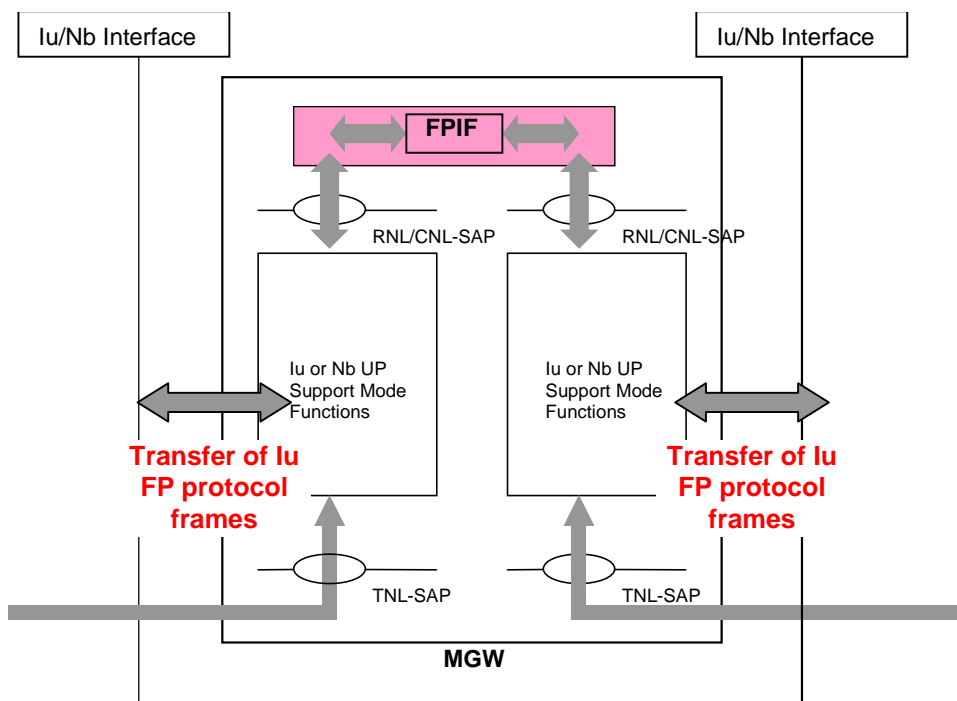 Iu/Nb Interface
Iu/Nb Interface
FPIF
RNL/CNL-SAP
RNL/CNL-SAP
Iu or Nb UP
Support Mode
Functions
Iu or Nb UP
Support Mode
Functions
Transfer of Iu
FP protocol
frames
Transfer of Iu
FP protocol
frames
TNL-SAP
TNL-SAP
MGW